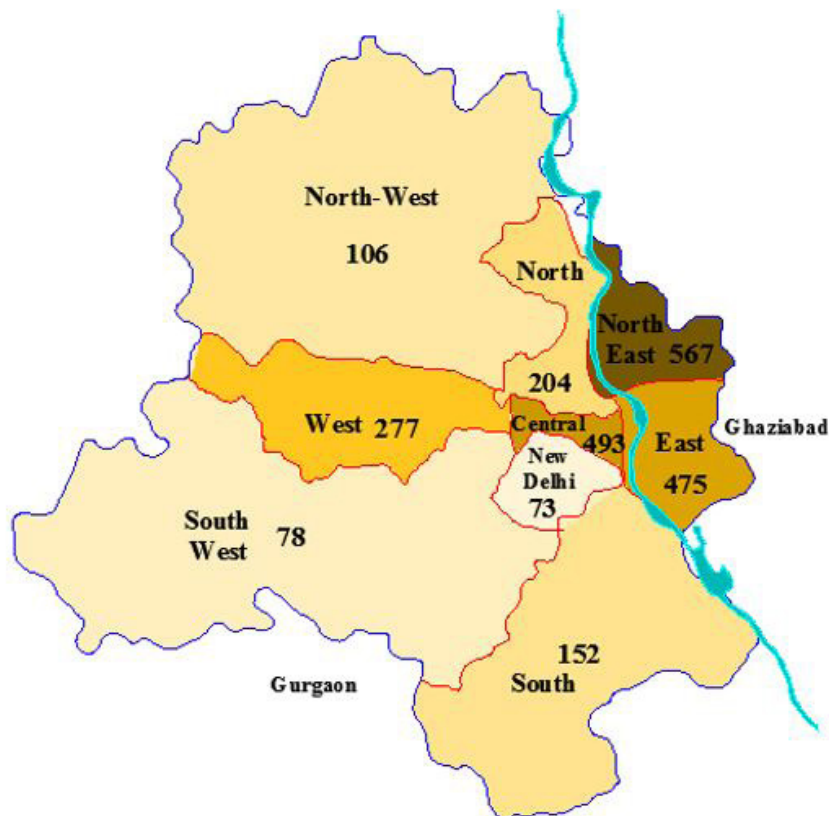 North-West
106
North
North
East 567
204
West 277
Central
493
East
475
Ghaziabad
New
Delhi
73
South
West 78
152
South
Gurgaon